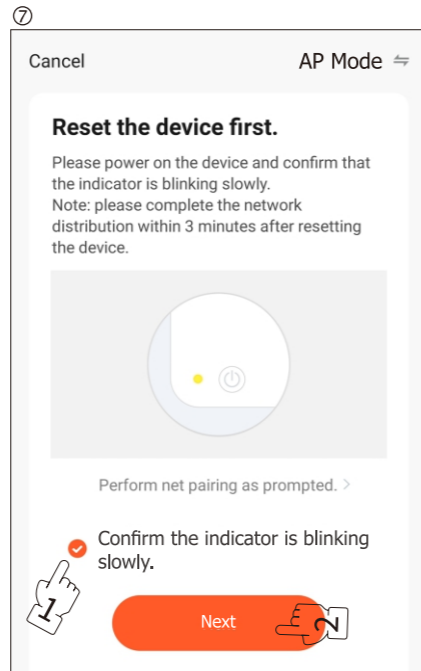 ⑦
Cancel
AP Mode ⇋
Reset the device first.
Please power on the device and confirm that
the indicator is blinking slowly.
Note: please complete the network
distribution within 3 minutes after resetting
the device.
Perform net pairing as prompted. >
Confirm the indicator is blinking
slowly.
1
Next
2